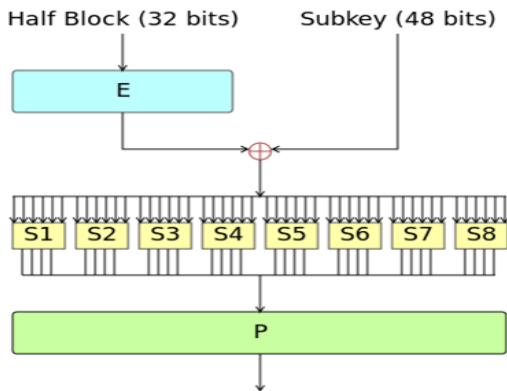 Half Block (32 bits) Subkey (48 bits)
E
S1 S2 S3 S4 S5 S6 S7 S8
P